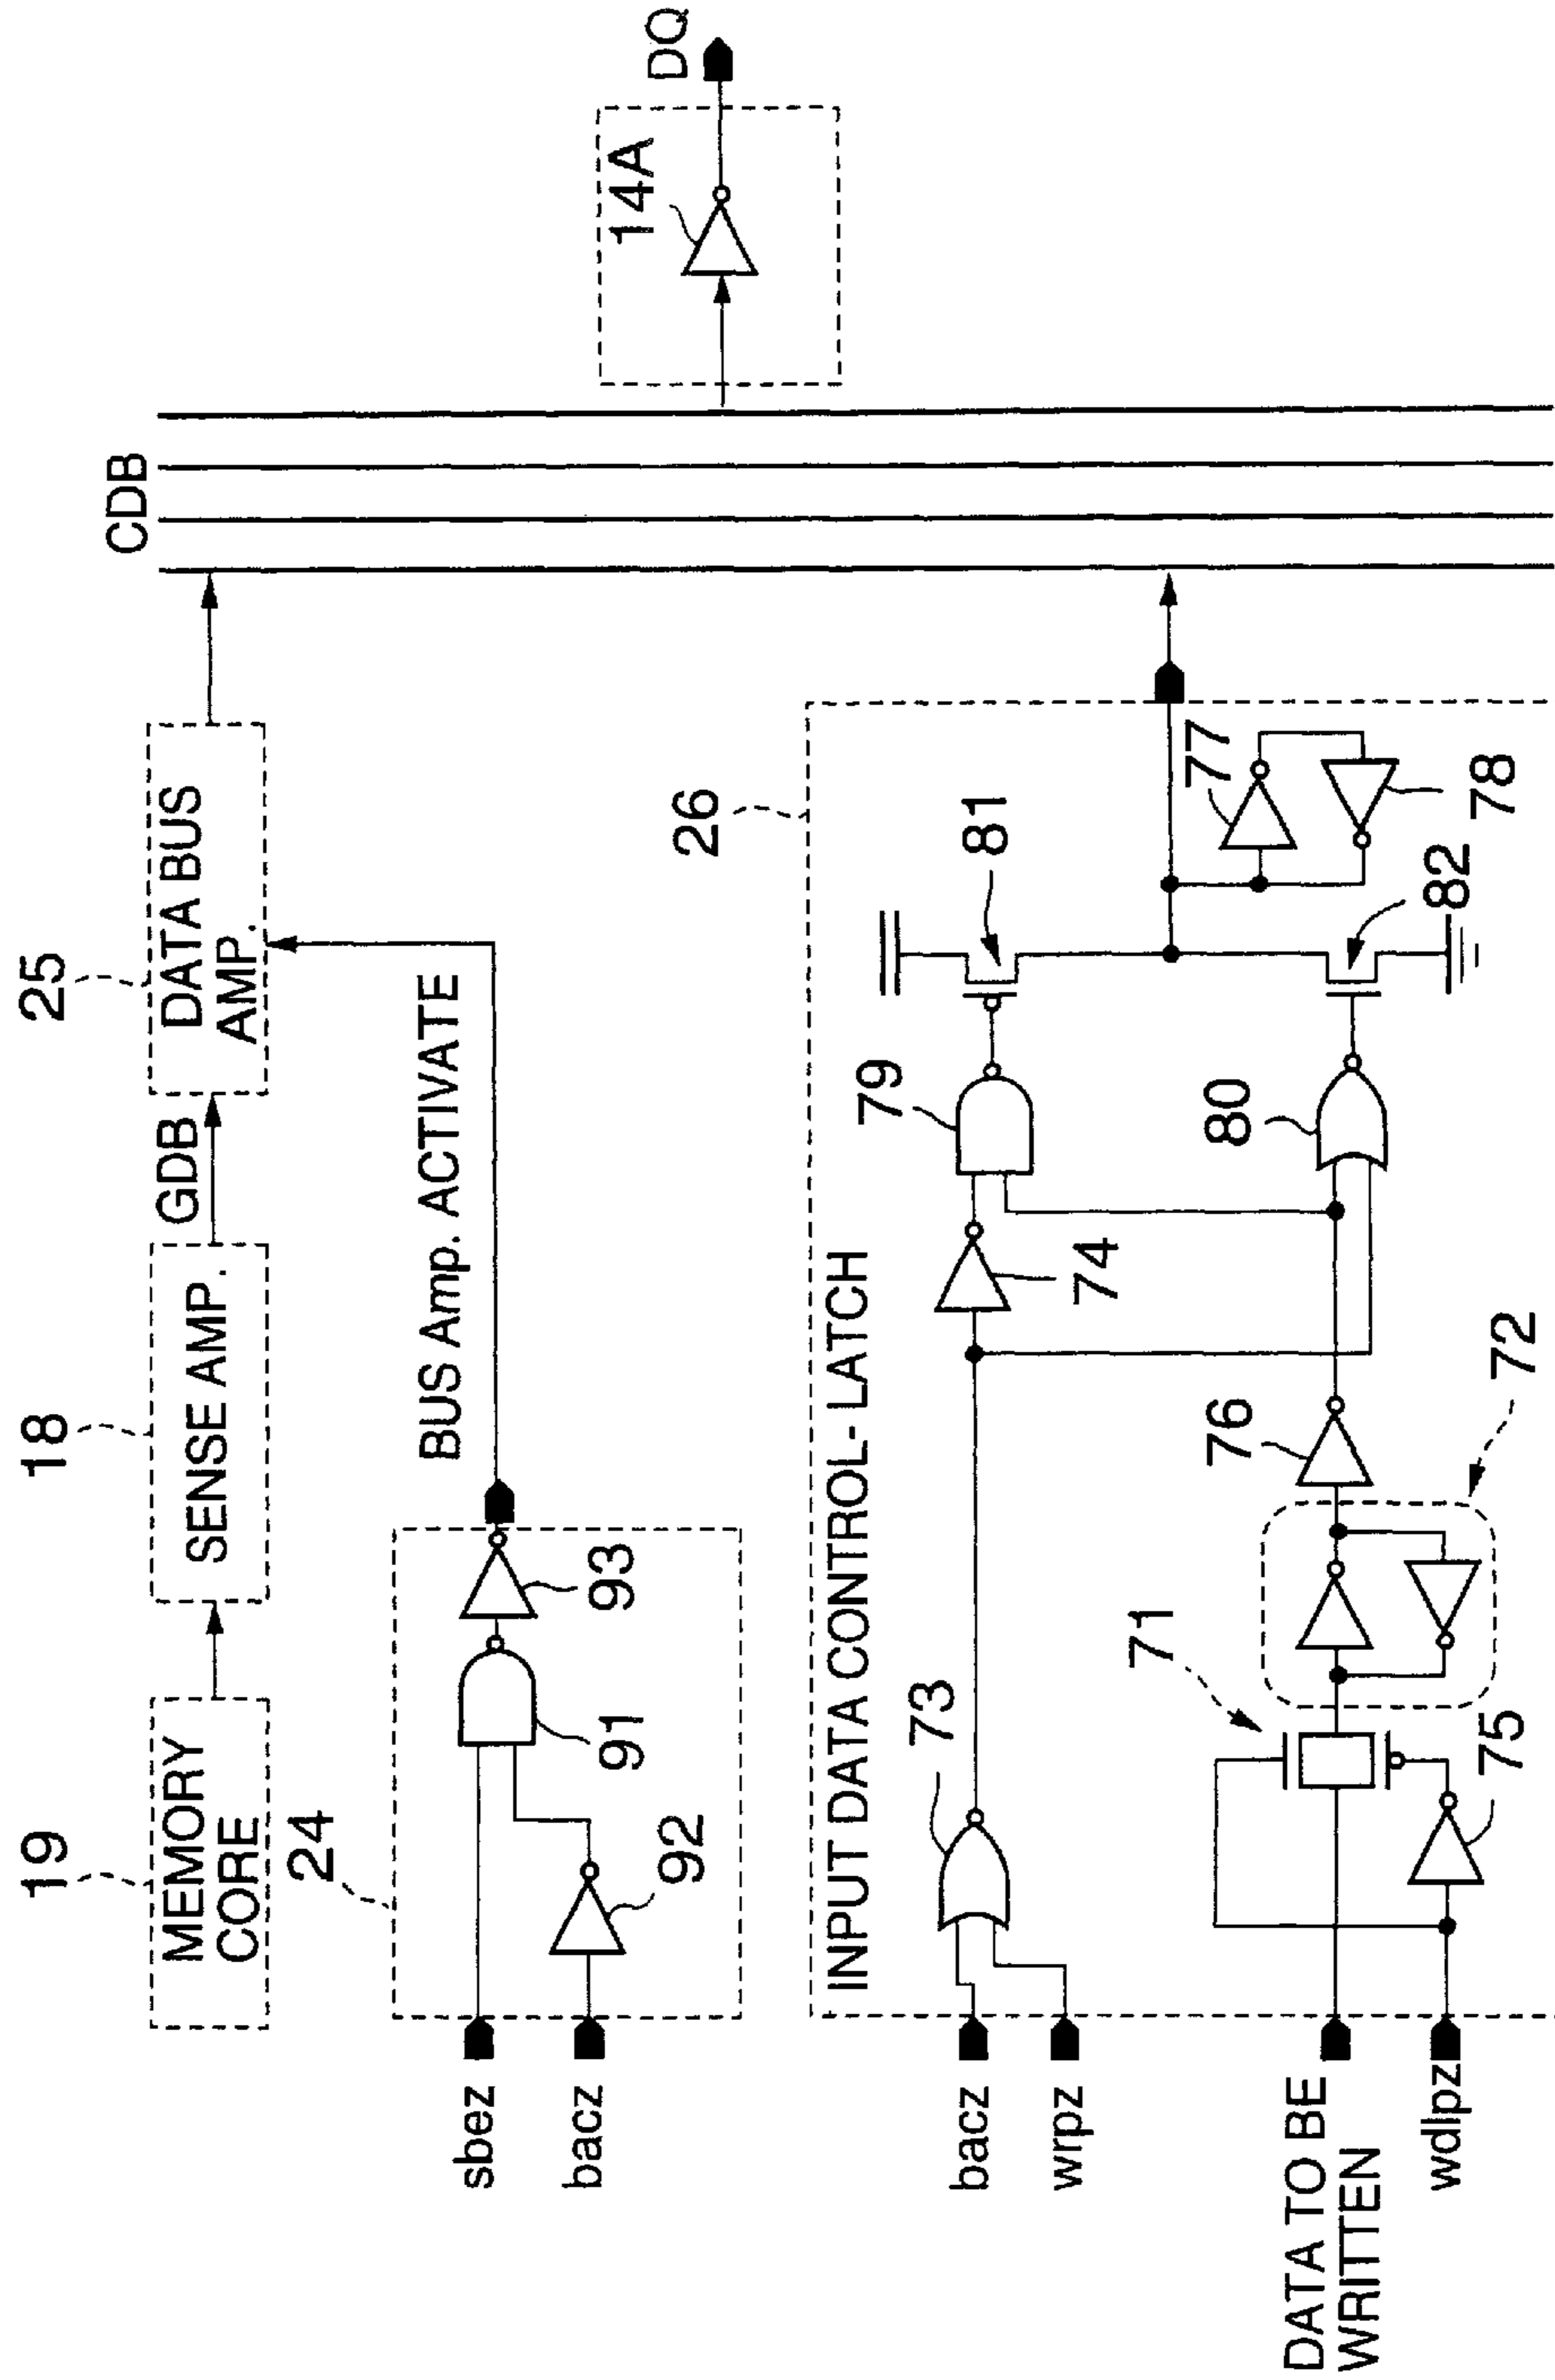 19
18
25
MEMORY
CORE
SENSE AMP.
GDB
DATA BUS
AMP.
CDB
24
sbez
bacz
91
92
93
BUS Amp. ACTIVATE
14A
DQ
26
INPUT DATA CONTROL-LATCH
bacz
wrpz
73
74
79
81
77
78
80
82
DATA TO BE
WRITTEN
wdlpz
71
72
75
76